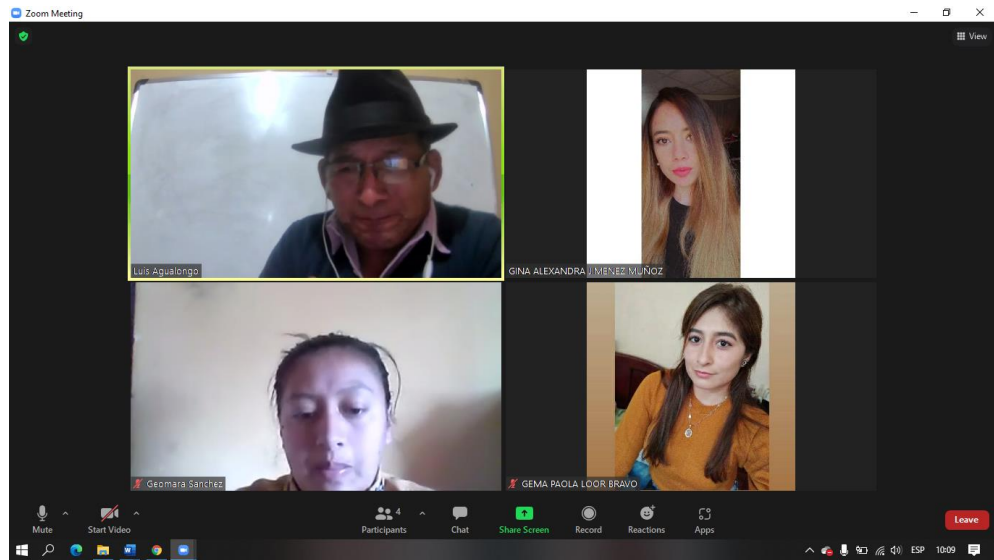 Zoom Meeting
View
Luis Agualongo
GINA ALEXANDRA JIMENEZ MUÑOZ
Geomara Sanchez
GEMA PAOLA LOOR BRAVO
Mute
Start Video
4
Participants
Chat
Share Screen
Record
Reactions
Apps
Leave
ESP
10:09